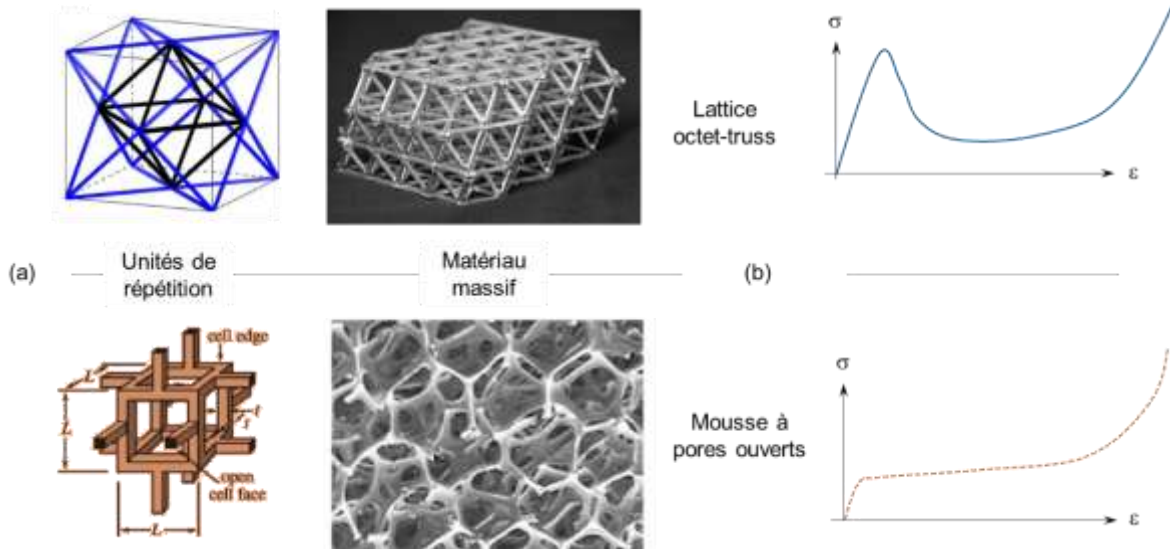 σ
Lattice
octet-truss
ε
(a)
Unités de
répétition
Matériau
massif
(b)
cell edge
L
L
t
open
cell face
L
σ
Mousse à
pores ouverts
ε